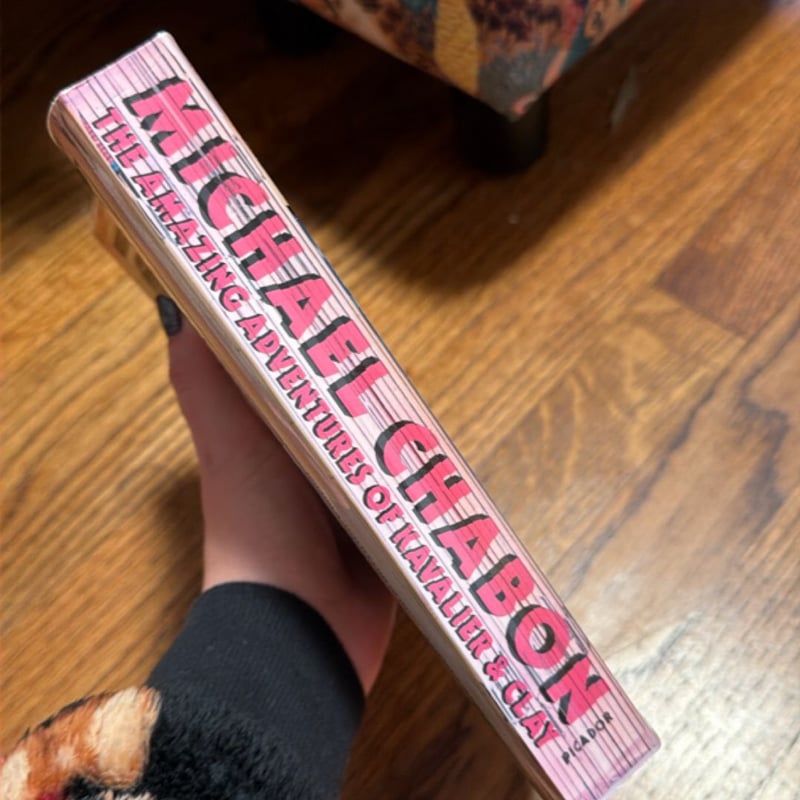 MICHAEL CHABON
THE AMAZING ADVENTURES OF KAVALIER & CLAY
PICADOR